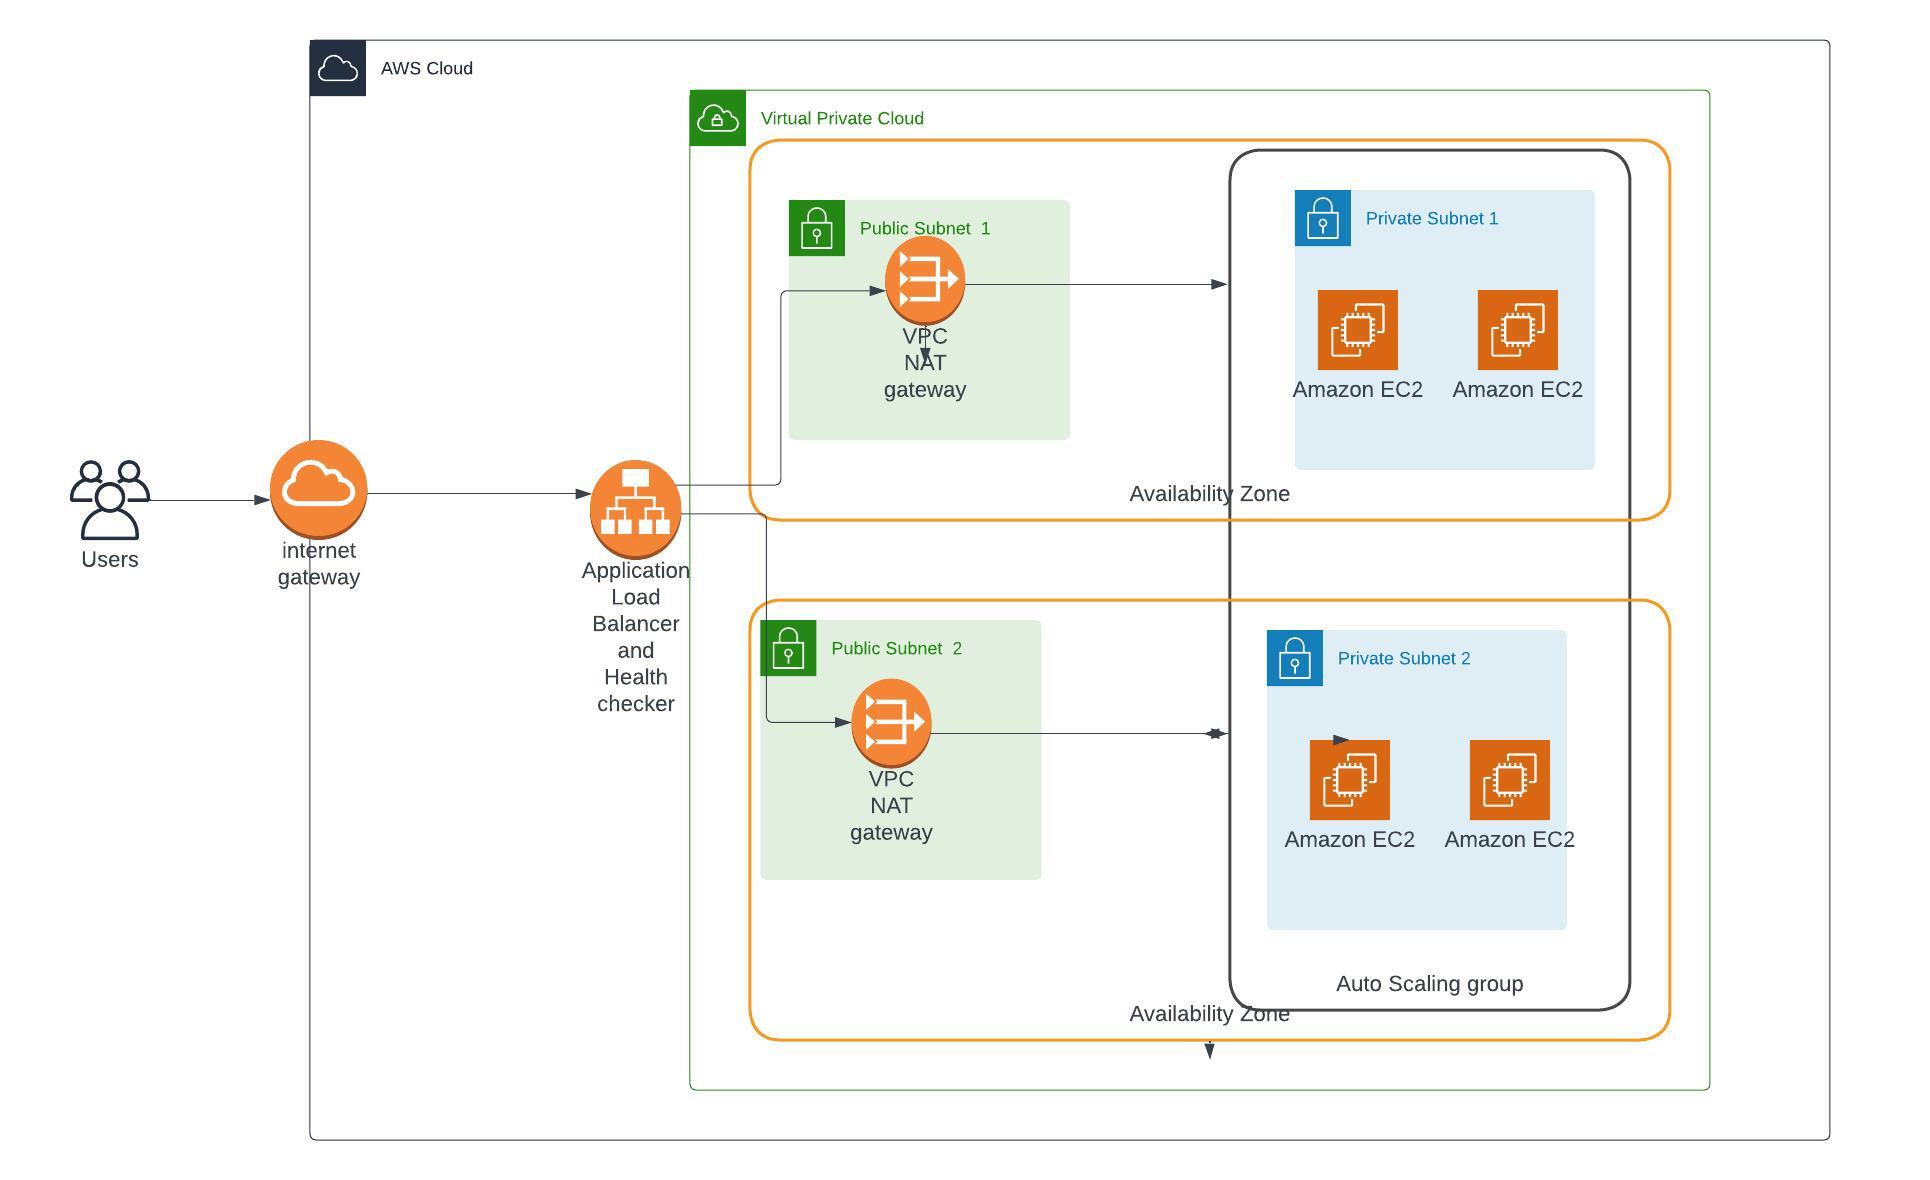 AWS Cloud
Virtual Private Cloud
Public Subnet  1
Private Subnet 1
VPC
NAT
gateway
Amazon EC2
Amazon EC2
Availability Zone
Users
internet
gateway
Application
Load
Balancer
and
Health
checker
Public Subnet  2
Private Subnet 2
VPC
NAT
gateway
Amazon EC2
Amazon EC2
Auto Scaling group
Availability Zone